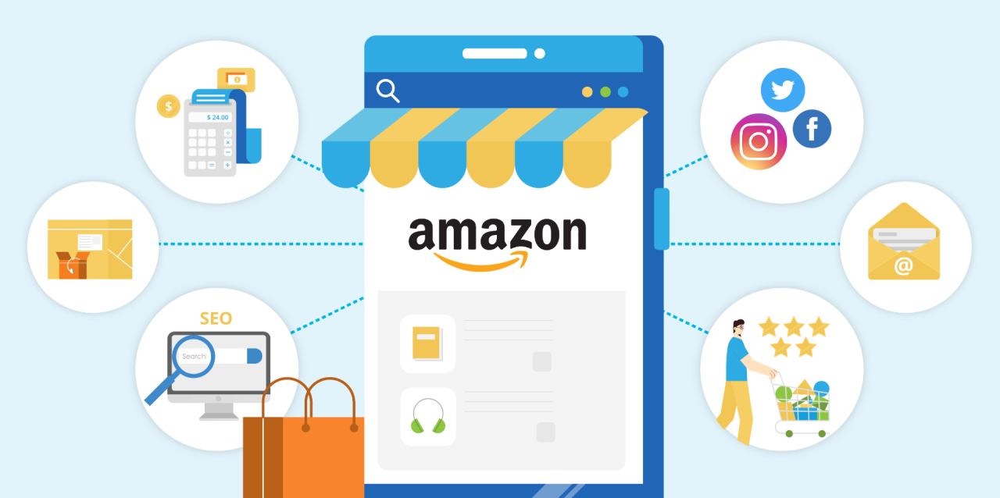 $
$ 24.00
SEO
Search
amazon
f
@